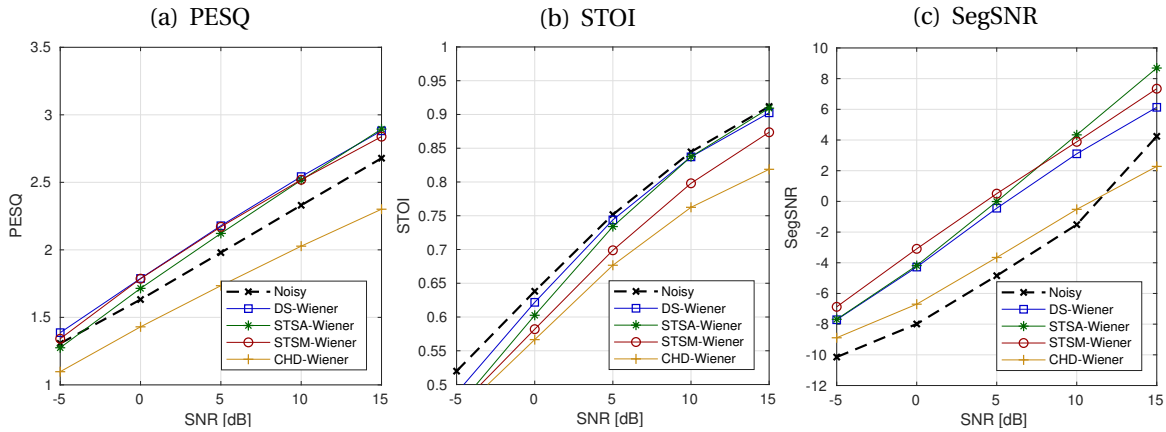 (a) PESQ
3.5
3
2.5
2
1.5
1
-5
0
5
10
15
PESQ
SNR [dB]
Noisy
DS-Wiener
STSA-Wiener
STSM-Wiener
CHD-Wiener
(b) STOI
1
0.95
0.9
0.85
0.8
0.75
0.7
0.65
0.6
0.55
0.5
-5
0
5
10
15
STOI
SNR [dB]
Noisy
DS-Wiener
STSA-Wiener
STSM-Wiener
CHD-Wiener
(c) SegSNR
10
8
6
4
2
0
-2
-4
-6
-8
-10
-12
-5
0
5
10
15
SegSNR
SNR [dB]
Noisy
DS-Wiener
STSA-Wiener
STSM-Wiener
CHD-Wiener